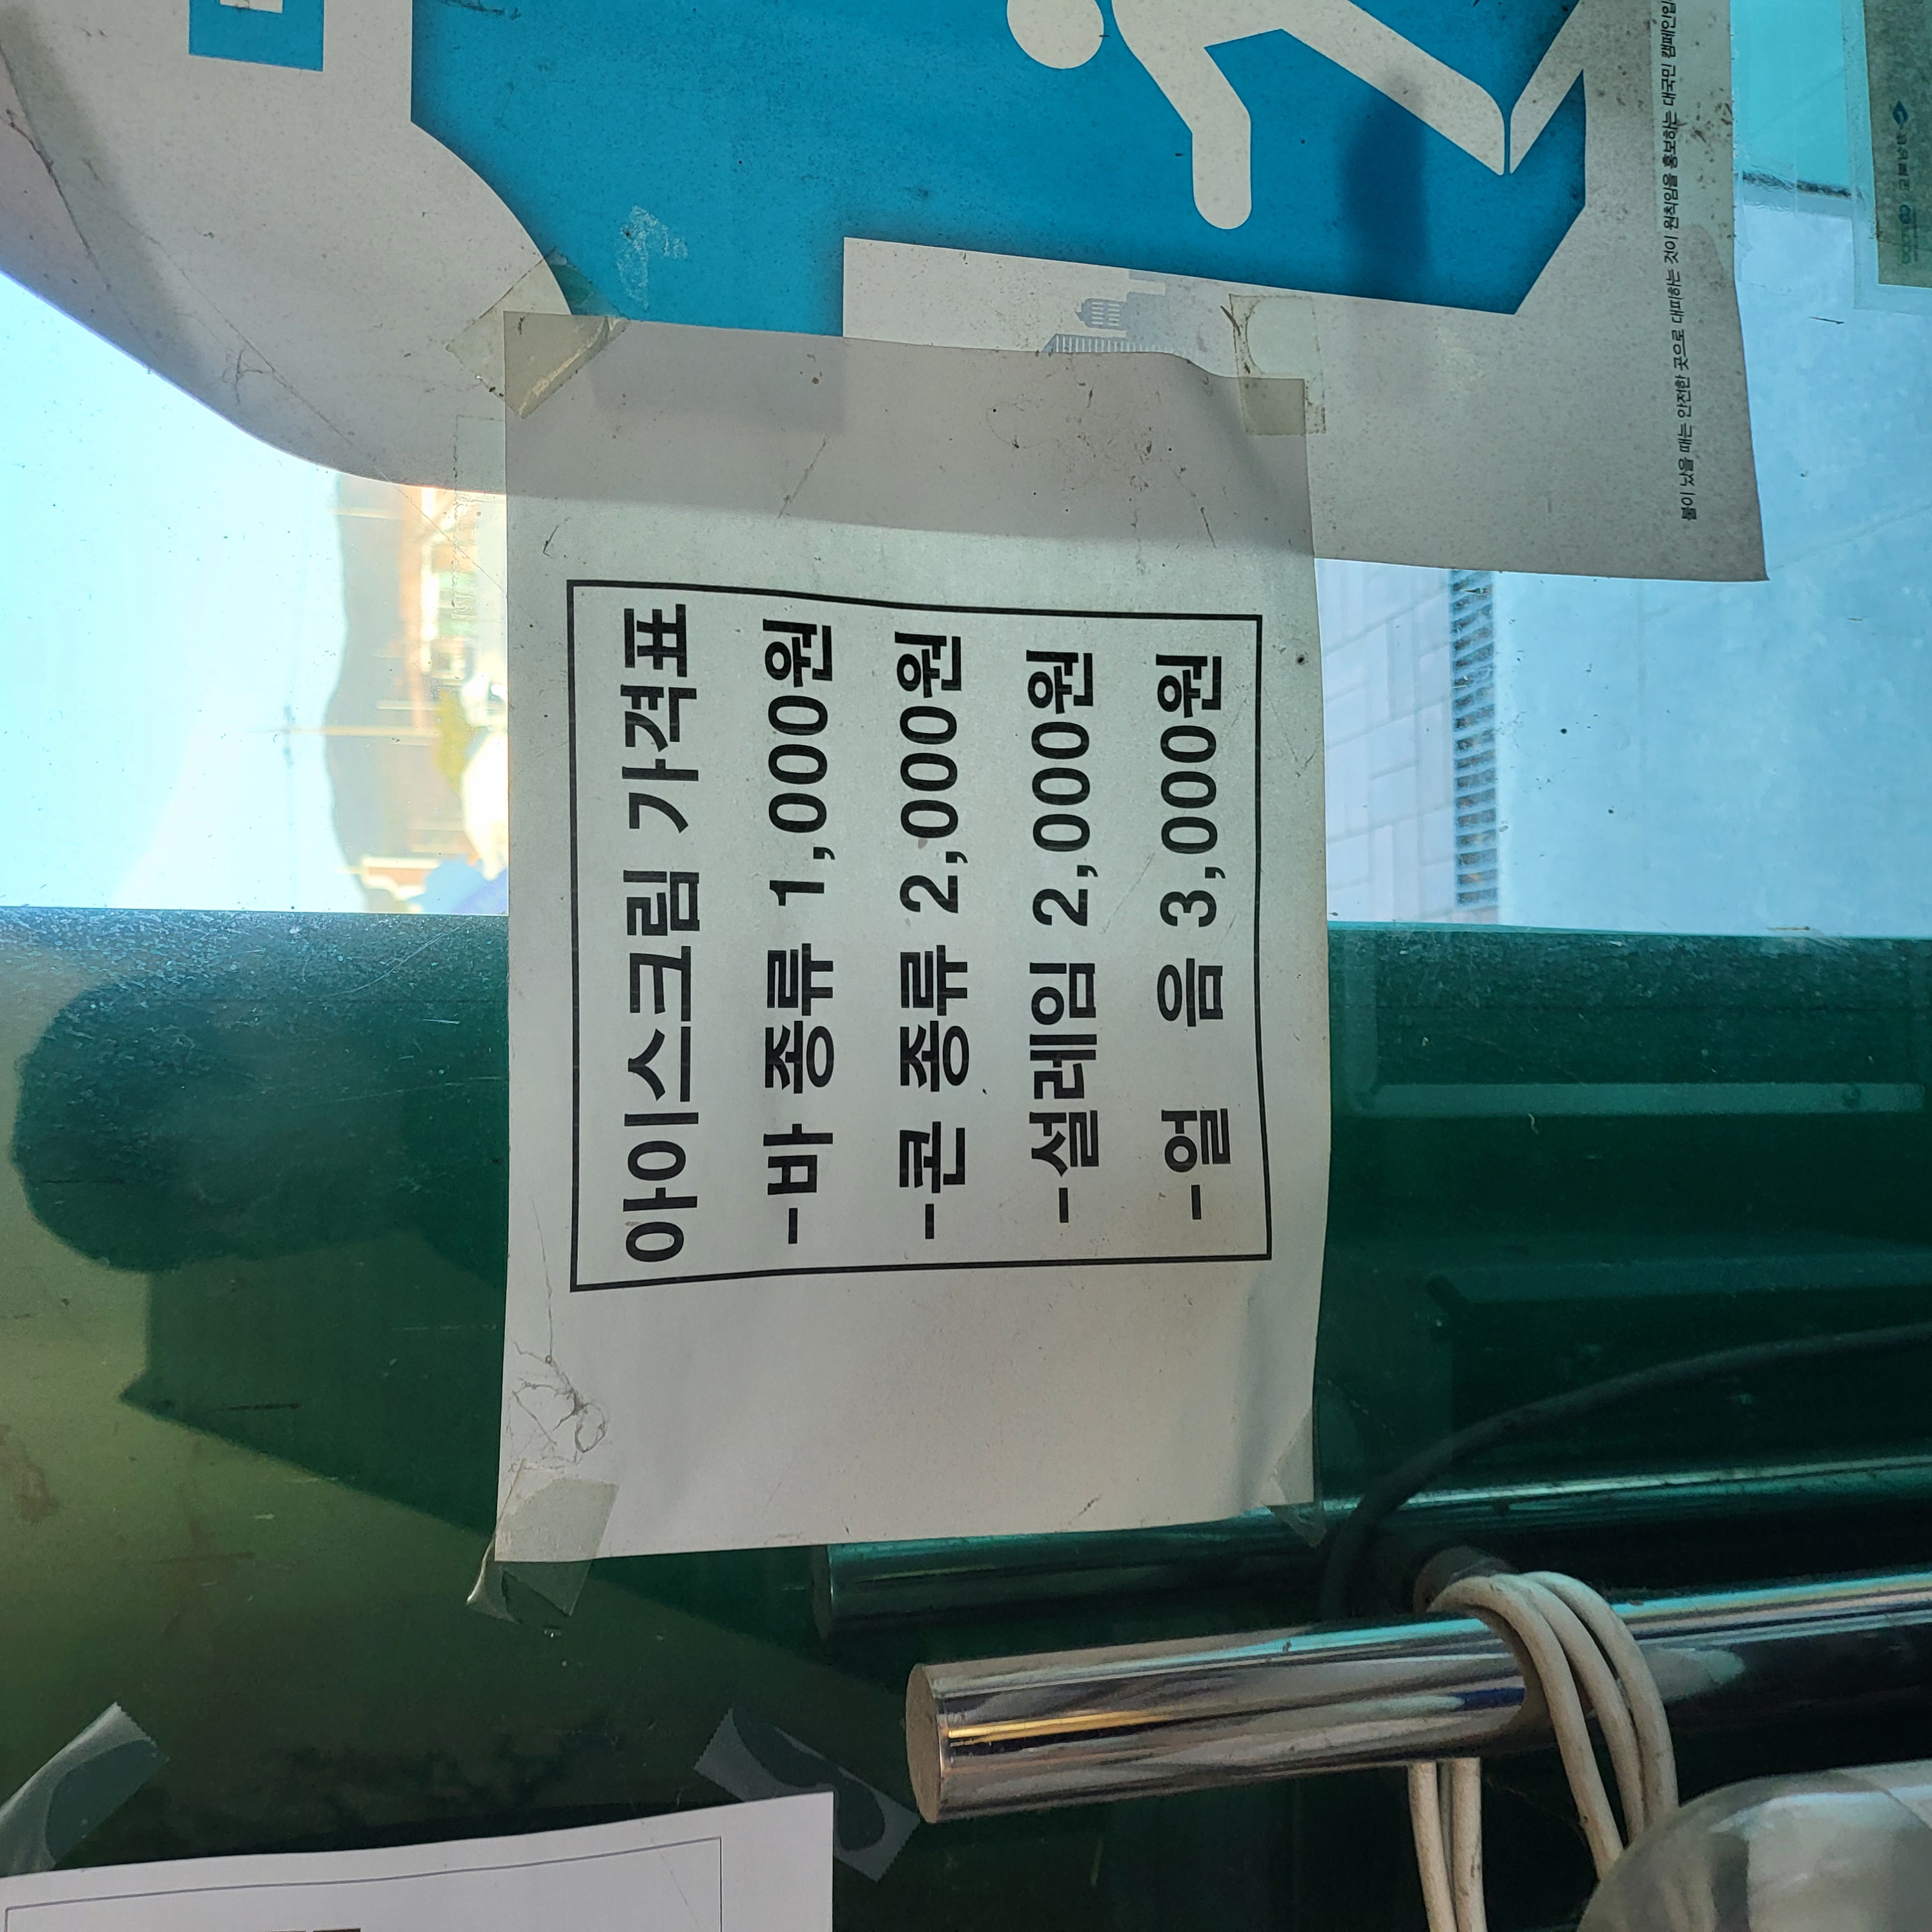 아이스크림 가격표
-바 종류 1,000원
-콘 종류 2,000원
-설레임 2,000원
-얼 음 3,000원
불이 났을 때는 안전한 곳으로 대피하는 것이 원칙임을 홍보하는 대국민 캠페인입